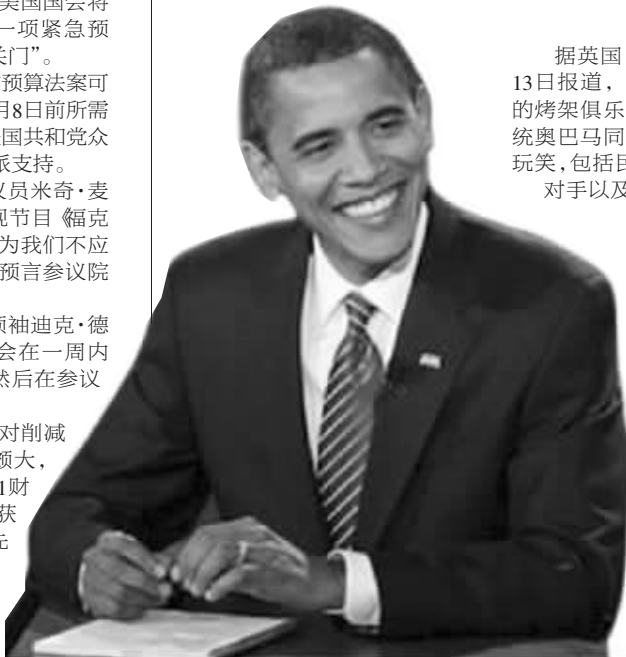 美国国会将
一项紧急预
关门”。
预算法案可
月8日前所需
国共和党众
派支持。
议员米奇·麦
视节目《福克
为我们不应
预言参议院
领袖迪克·德
会在一周内
然后在参议
对削减
颇大，
1财
获
据英国
13日报道，
的烤架俱乐
统奥巴马同
玩笑，包括
对手以及